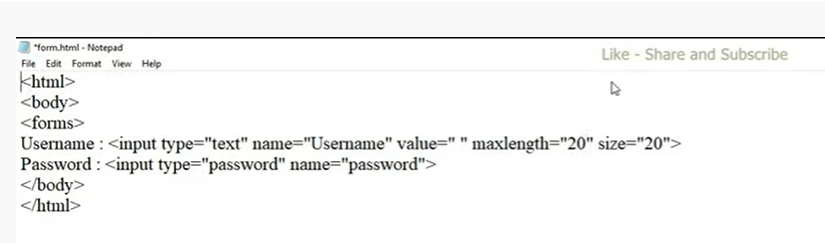 *form.html - Notepad
Like - Share and Subscribe
File Edit Format View Help
<html>
<body>
<forms>
Username : <input type="text" name="Username" value=" " maxlength="20" size="20">
Password : <input type="password" name="password">
</body>
</html>